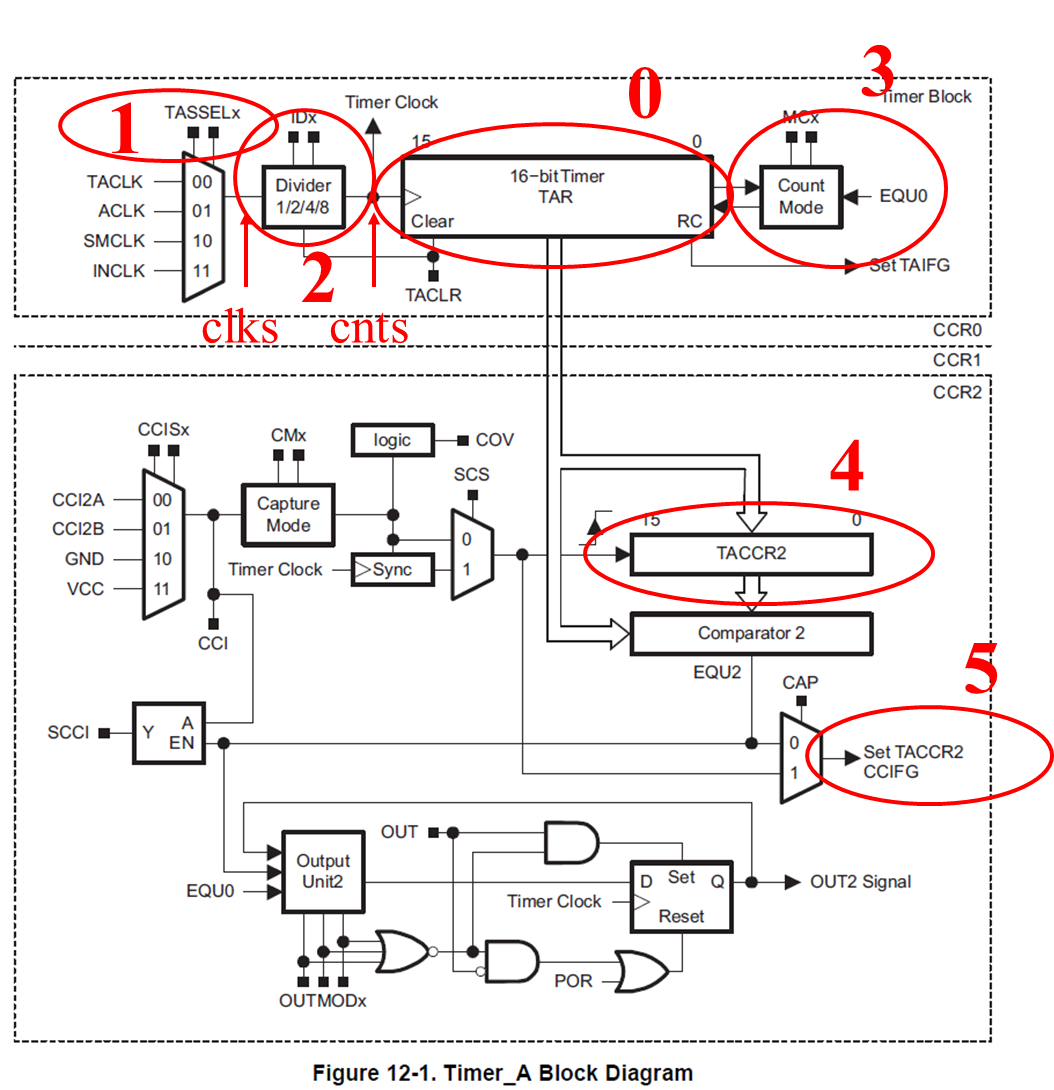 0
3
1
TASSELx
IDx
Timer Clock
15
0
MCx
Timer Block
TACLK
ACLK
SMCLK
INCLK
00
01
10
11
Divider
1/2/4/8
16−bit Timer
TAR
Clear
RC
Count
Mode
EQU0
Set TAIFG
TACLR
2
clks
cnts
CCR0
CCR1
CCR2
CCISx
CMx
logic
COV
SCS
4
CCI2A
CCI2B
GND
VCC
00
01
10
11
Capture
Mode
Timer Clock
Sync
0
1
15
0
TACCR2
Comparator 2
EQU2
CCI
5
CAP
SCCI
Y
A
EN
0
1
Set TACCR2
CCIFG
OUT
Output
Unit2
EQU0
Timer Clock
D
Set
Q
Reset
OUT2 Signal
POR
OUTMODx
Figure 12-1. Timer_A Block Diagram